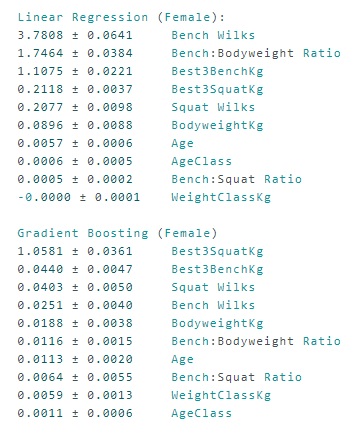 Linear Regression (Female):
3.7808 ± 0.0641 Bench Wilks
1.7464 ± 0.0384 Bench:Bodyweight Ratio
1.1075 ± 0.0221 Best3BenchKg
0.2118 ± 0.0037 Best3SquatKg
0.2077 ± 0.0098 Squat Wilks
0.0896 ± 0.0088 BodyweightKg
0.0057 ± 0.0006 Age
0.0006 ± 0.0005 AgeClass
0.0005 ± 0.0002 Bench:Squat Ratio
-0.0000 ± 0.0001 WeightClassKg
Gradient Boosting (Female)
1.0581 ± 0.0361 Best3SquatKg
0.0440 ± 0.0047 Best3BenchKg
0.0403 ± 0.0050 Squat Wilks
0.0251 ± 0.0040 Bench Wilks
0.0188 ± 0.0038 BodyweightKg
0.0116 ± 0.0015 Bench:Bodyweight Ratio
0.0113 ± 0.0020 Age
0.0064 ± 0.0055 Bench:Squat Ratio
0.0059 ± 0.0013 WeightClassKg
0.0011 ± 0.0006 AgeClass